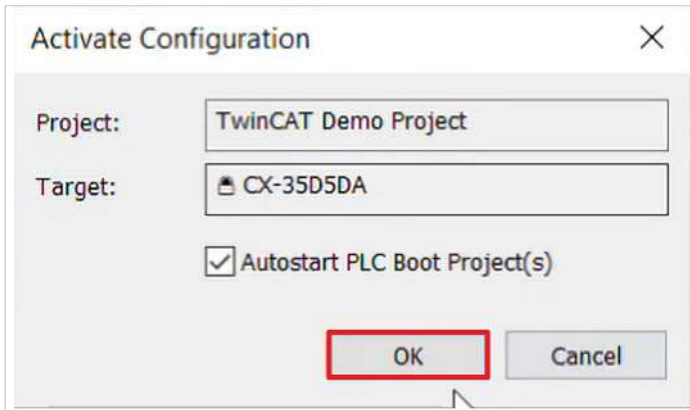 Activate Configuration
Project:
TwinCAT Demo Project
Target:
CX-35D5DA
Autostart PLC Boot Project(s)
OK
Cancel